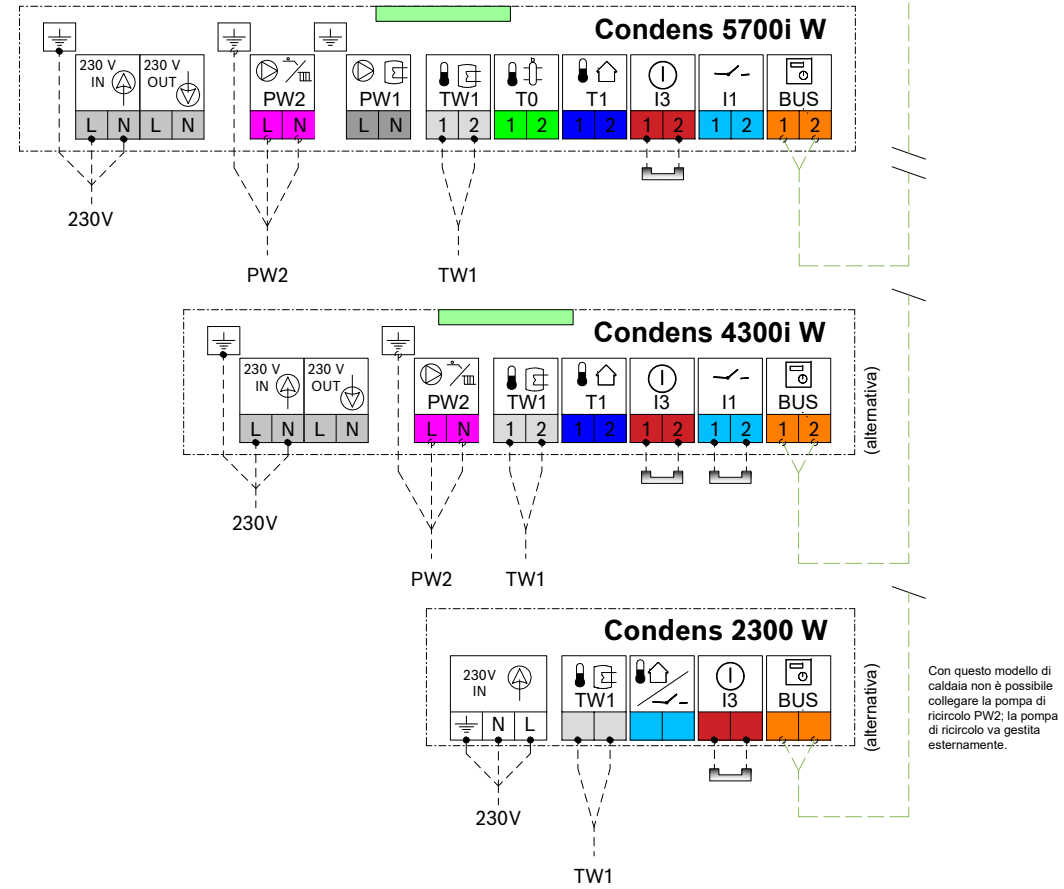 Condens 5700i W
230 V IN
230 V OUT
PW2
PW1
TW1
T0
T1
I3
I1
BUS
L N L N
L N
L N
1 2
1 2
1 2
1 2
1 2
1 2
230V
PW2
TW1
Condens 4300i W
230 V IN
230 V OUT
PW2
TW1
T1
I3
I1
BUS
L N L N
L N
1 2
1 2
1 2
1 2
1 2
(alternativa)
230V
PW2
TW1
Condens 2300 W
230V IN
TW1
I3
BUS
N L
(alternativa)
230V
TW1
Con questo modello di
caldaia non è possibile
collegare la pompa di
ricircolo PW2; la pompa
di ricircolo va gestita
esternamente.